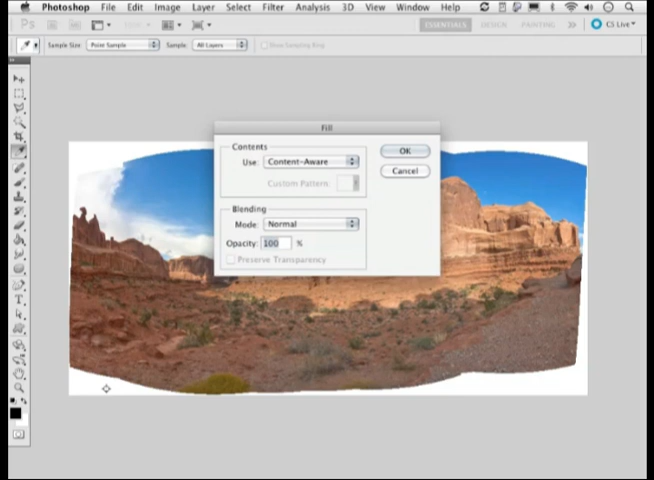 Photoshop File Edit Image Layer Select Filter Analysis 3D View Window Help
Ps ESSENTIALS DESIGN PAINTING >> CS Live
Sample Size: Point Sample Sample: All Layers Show Sampling Ring
Fill
Contents
Use: Content-Aware
Custom Pattern:
OK
Cancel
Blending
Mode: Normal
Opacity: 100 %
Preserve Transparency